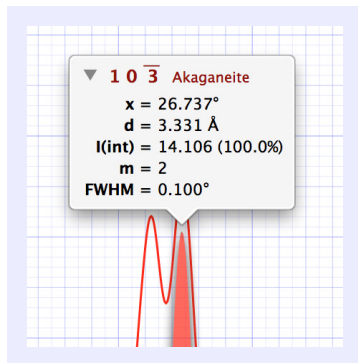 ▼ 1 0 3̅ Akaganeite
x = 26.737°
d = 3.331 Å
I(int) = 14.106 (100.0%)
m = 2
FWHM = 0.100°